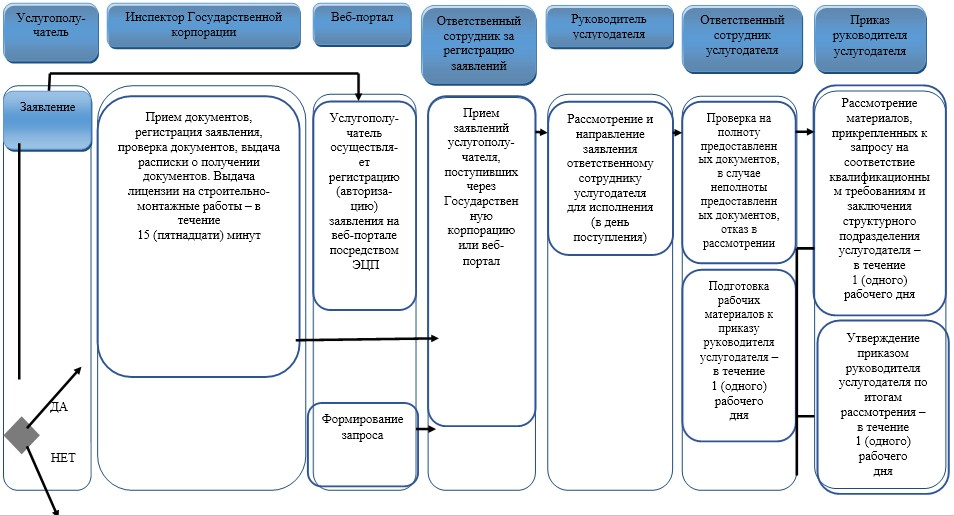 Услугополу-
чатель
Инспектор Государственной
корпорации
Веб-портал
Ответственный
сотрудник за
регистрацию
заявлений
Руководитель
услугодателя
Ответственный
сотрудник
услугодателя
Приказ
руководителя
услугодателя
Заявление
ДА
НЕТ
Прием документов,
регистрация заявления,
проверка документов, выдача
расписки о получении
документов. Выдача
лицензии на строительно-
монтажные работы – в
течение
15 (пятнадцати) минут
Услугополу-
чатель
осуществля-
ет
регистрацию
(авториза-
цию)
заявления на
веб-портале
посредством
ЭЦП
Формирование
запроса
Прием
заявлений
услугополу-
чателя,
поступивших
через
Государствен
ную
корпорацию
или веб-
портал
Рассмотрение и
направление
заявления
ответственному
сотруднику
услугодателя
для исполнения
(в день
поступления)
Проверка на
полноту
предоставлен
ных документов,
в случае
неполноты
предоставлен
ных документов,
отказ в
рассмотрении
Подготовка
рабочих
материалов к
приказу
руководителя
услугодателя –
в течение
1 (одного)
рабочего
дня
Рассмотрение
материалов,
прикрепленных к
запросу на
соответствие
квалификационны
м требованиям и
заключения
структурного
подразделения
услугодателя –
в течение
1 (одного)
рабочего дня
Утверждение
приказом
руководителя
услугодателя по
итогам
рассмотрения –
в течение
1 (одного)
рабочего
дня